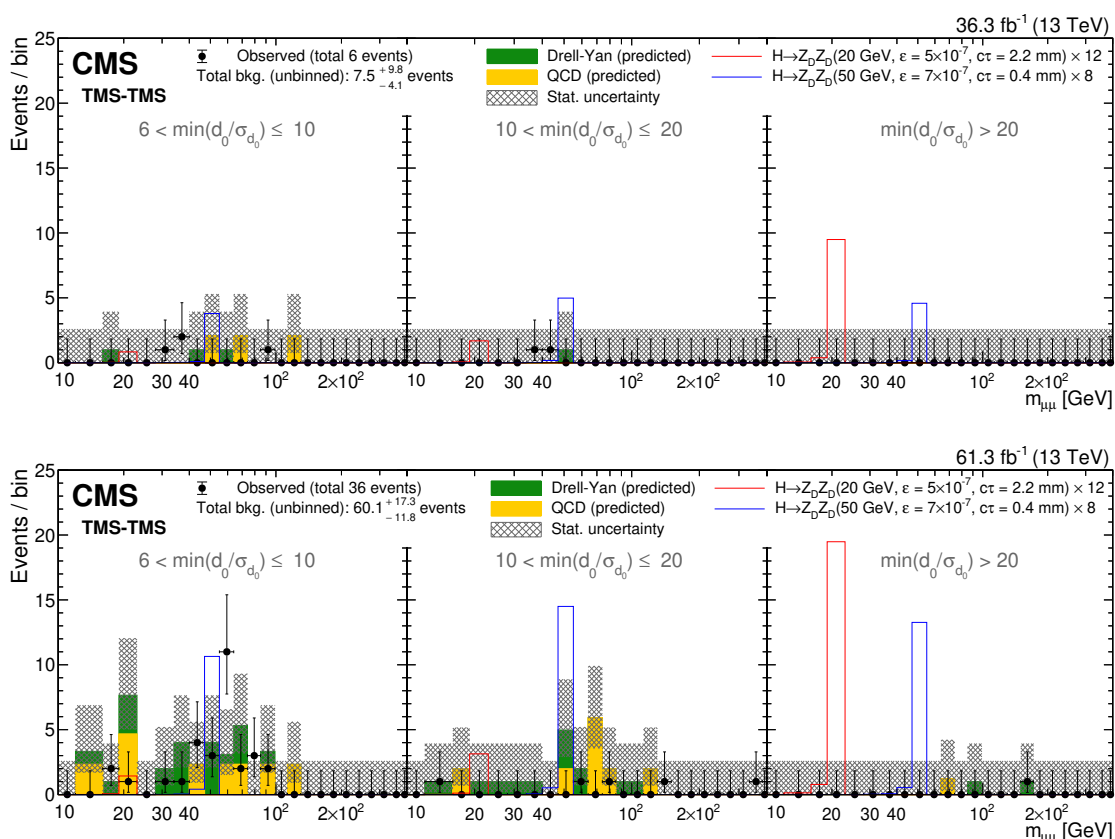 36.3 fb⁻¹ (13 TeV)
Events / bin
25
20
15
10
5
0
CMS
TMS-TMS
Observed (total 6 events)
Total bkg. (unbinned): 7.5 +9.8 −4.1 events
Drell-Yan (predicted)
QCD (predicted)
Stat. uncertainty
H→Z_D Z_D(20 GeV, ε = 5×10⁻⁷, cτ = 2.2 mm) × 12
H→Z_D Z_D(50 GeV, ε = 7×10⁻⁷, cτ = 0.4 mm) × 8
6 < min(d₀/σ_d₀) ≤ 10
10 < min(d₀/σ_d₀) ≤ 20
min(d₀/σ_d₀) > 20
10 20 30 40 10² 2×10² 10 20 30 40 10² 2×10² 10 20 30 40 10² 2×10²
m_μμ [GeV]
61.3 fb⁻¹ (13 TeV)
Events / bin
25
20
15
10
5
0
CMS
TMS-TMS
Observed (total 36 events)
Total bkg. (unbinned): 60.1 +17.3 −11.8 events
Drell-Yan (predicted)
QCD (predicted)
Stat. uncertainty
H→Z_D Z_D(20 GeV, ε = 5×10⁻⁷, cτ = 2.2 mm) × 12
H→Z_D Z_D(50 GeV, ε = 7×10⁻⁷, cτ = 0.4 mm) × 8
6 < min(d₀/σ_d₀) ≤ 10
10 < min(d₀/σ_d₀) ≤ 20
min(d₀/σ_d₀) > 20
10 20 30 40 10² 2×10² 10 20 30 40 10² 2×10² 10 20 30 40 10² 2×10²
m_μμ [GeV]